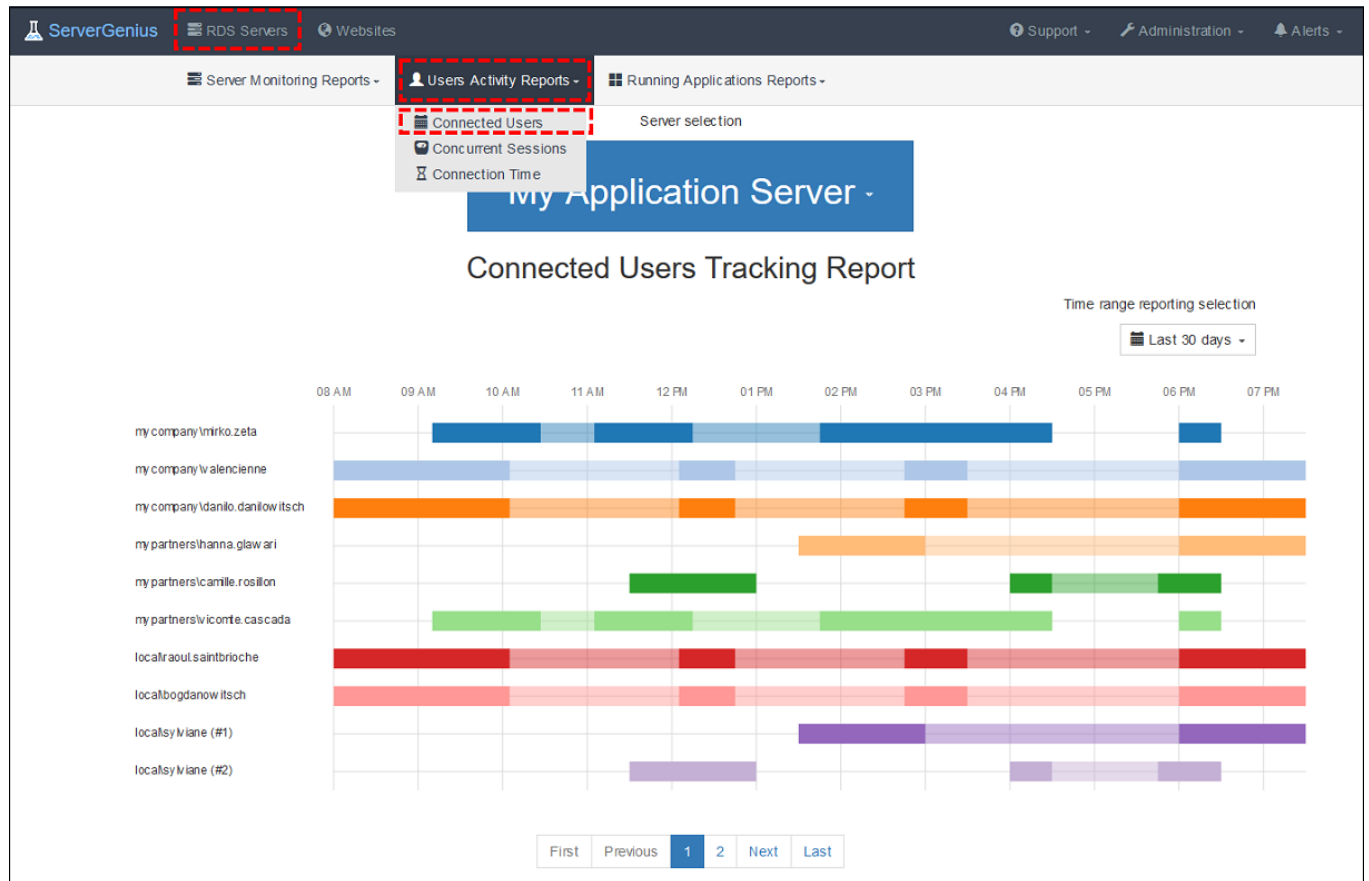 ServerGenius RDS Servers Websites Support Administration Alerts
Server Monitoring Reports Users Activity Reports Running Applications Reports
Connected Users
Concurrent Sessions
Connection Time
Server selection
My Application Server
Connected Users Tracking Report
Time range reporting selection
Last 30 days
08 AM 09 AM 10 AM 11 AM 12 PM 01 PM 02 PM 03 PM 04 PM 05 PM 06 PM 07 PM
mycompany\mirko.zeta
mycompany\valencienne
mycompany\danilo.danilowitsch
mypartners\hanna.glawari
mypartners\camille.rosillon
mypartners\vicomte.cascada
local\raoul.saintbrioche
local\bogdanowitsch
local\sylviane (#1)
local\sylviane (#2)
First Previous 1 2 Next Last